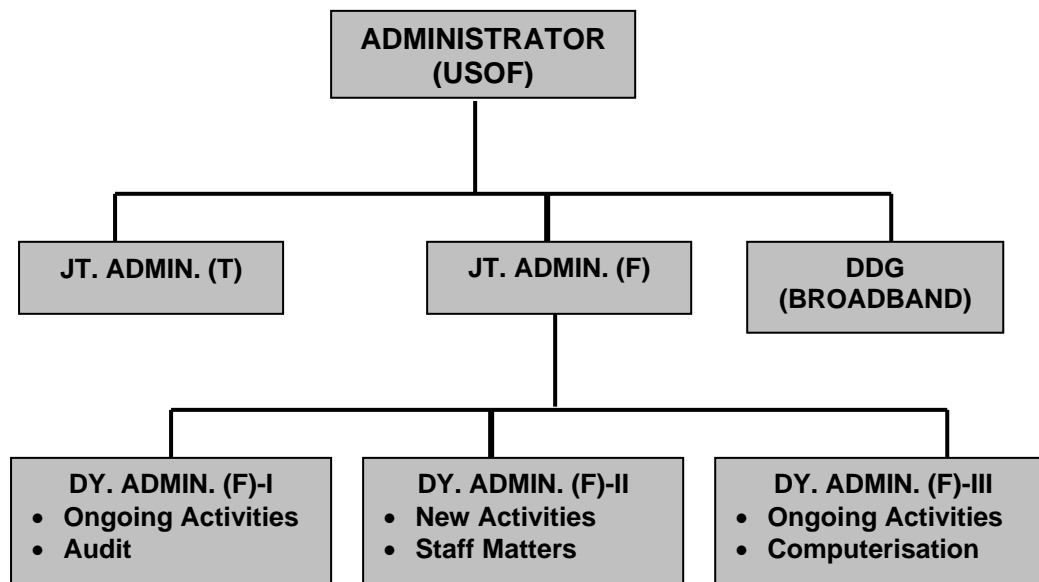 ADMINISTRATOR
(USOF)
JT. ADMIN. (T)
JT. ADMIN. (F)
DDG
(BROADBAND)
DY. ADMIN. (F)-I
• Ongoing Activities
• Audit
DY. ADMIN. (F)-II
• New Activities
• Staff Matters
DY. ADMIN. (F)-III
• Ongoing Activities
• Computerisation